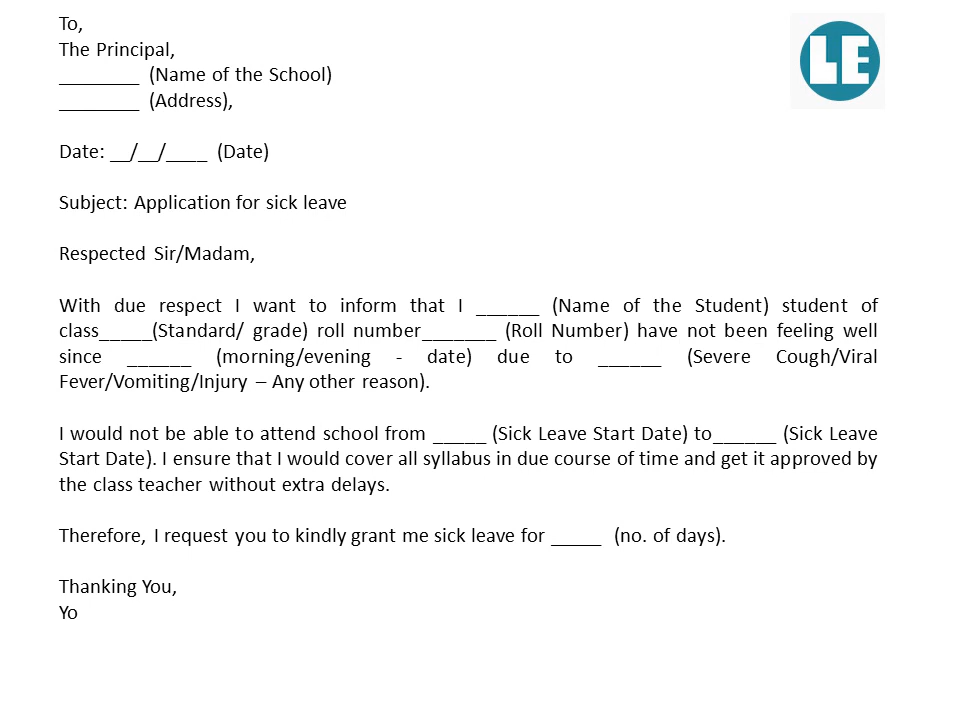 To,
The Principal,
________ (Name of the School)
________ (Address),
LE
Date: __/__/____ (Date)
Subject: Application for sick leave
Respected Sir/Madam,
With due respect I want to inform that I ______ (Name of the Student) student of
class_____(Standard/ grade) roll number_______ (Roll Number) have not been feeling well
since ______ (morning/evening - date) due to ______ (Severe Cough/Viral
Fever/Vomiting/Injury – Any other reason).
I would not be able to attend school from _____ (Sick Leave Start Date) to______ (Sick Leave
Start Date). I ensure that I would cover all syllabus in due course of time and get it approved by
the class teacher without extra delays.
Therefore, I request you to kindly grant me sick leave for _____ (no. of days).
Thanking You,
Yo